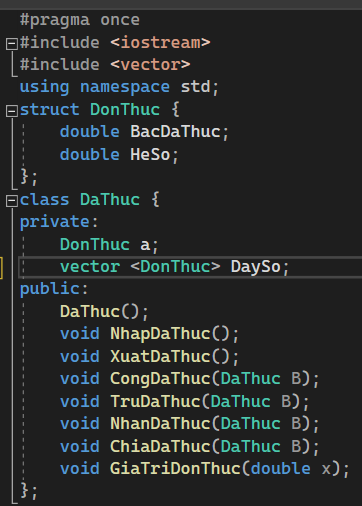 #pragma once
#include <iostream>
#include <vector>
using namespace std;
struct DonThuc {
    double BacDaThuc;
    double HeSo;
};
class DaThuc {
private:
    DonThuc a;
    vector <DonThuc> DaySo;
public:
    DaThuc();
    void NhapDaThuc();
    void XuatDaThuc();
    void CongDaThuc(DaThuc B);
    void TruDaThuc(DaThuc B);
    void NhanDaThuc(DaThuc B);
    void ChiaDaThuc(DaThuc B);
    void GiaTriDonThuc(double x);
};